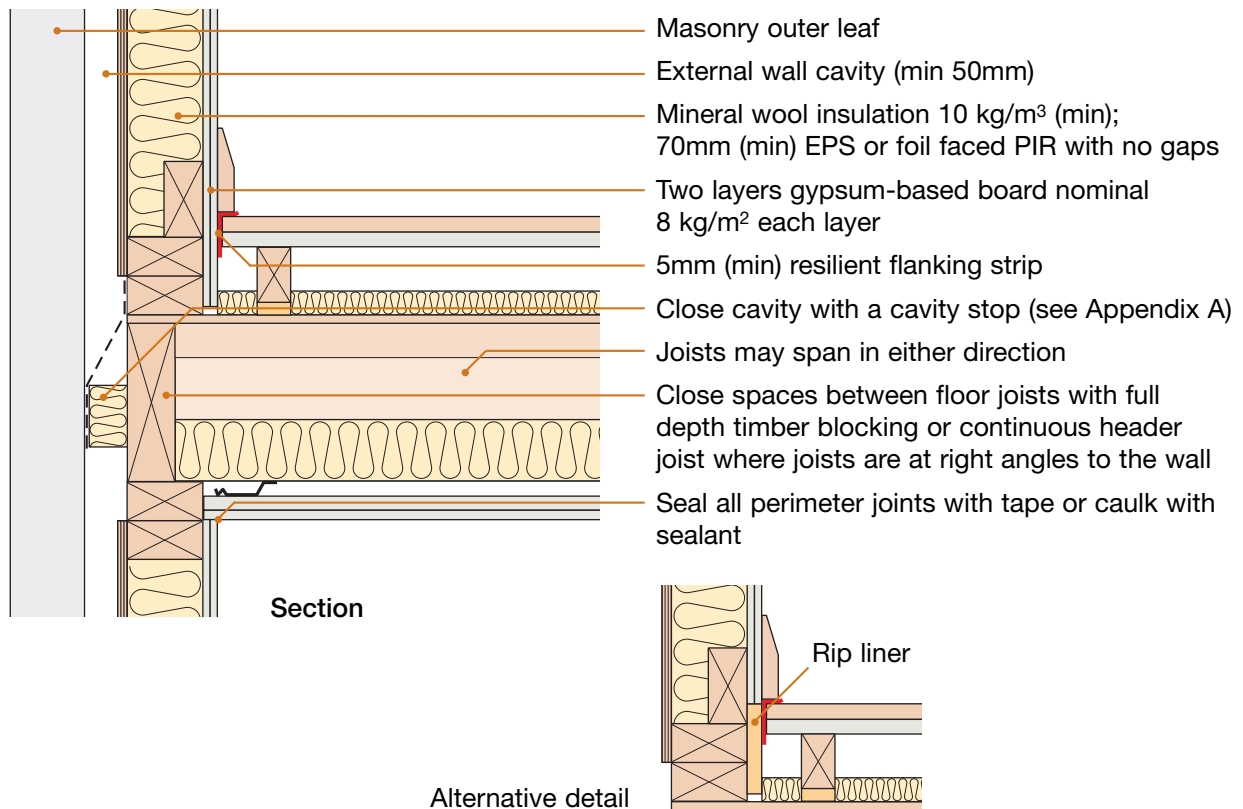 Masonry outer leaf
External wall cavity (min 50mm)
Mineral wool insulation 10 kg/m³ (min);
70mm (min) EPS or foil faced PIR with no gaps
Two layers gypsum-based board nominal
8 kg/m² each layer
5mm (min) resilient flanking strip
Close cavity with a cavity stop (see Appendix A)
Joists may span in either direction
Close spaces between floor joists with full
depth timber blocking or continuous header
joist where joists are at right angles to the wall
Seal all perimeter joints with tape or caulk with
sealant
Section
Rip liner
Alternative detail